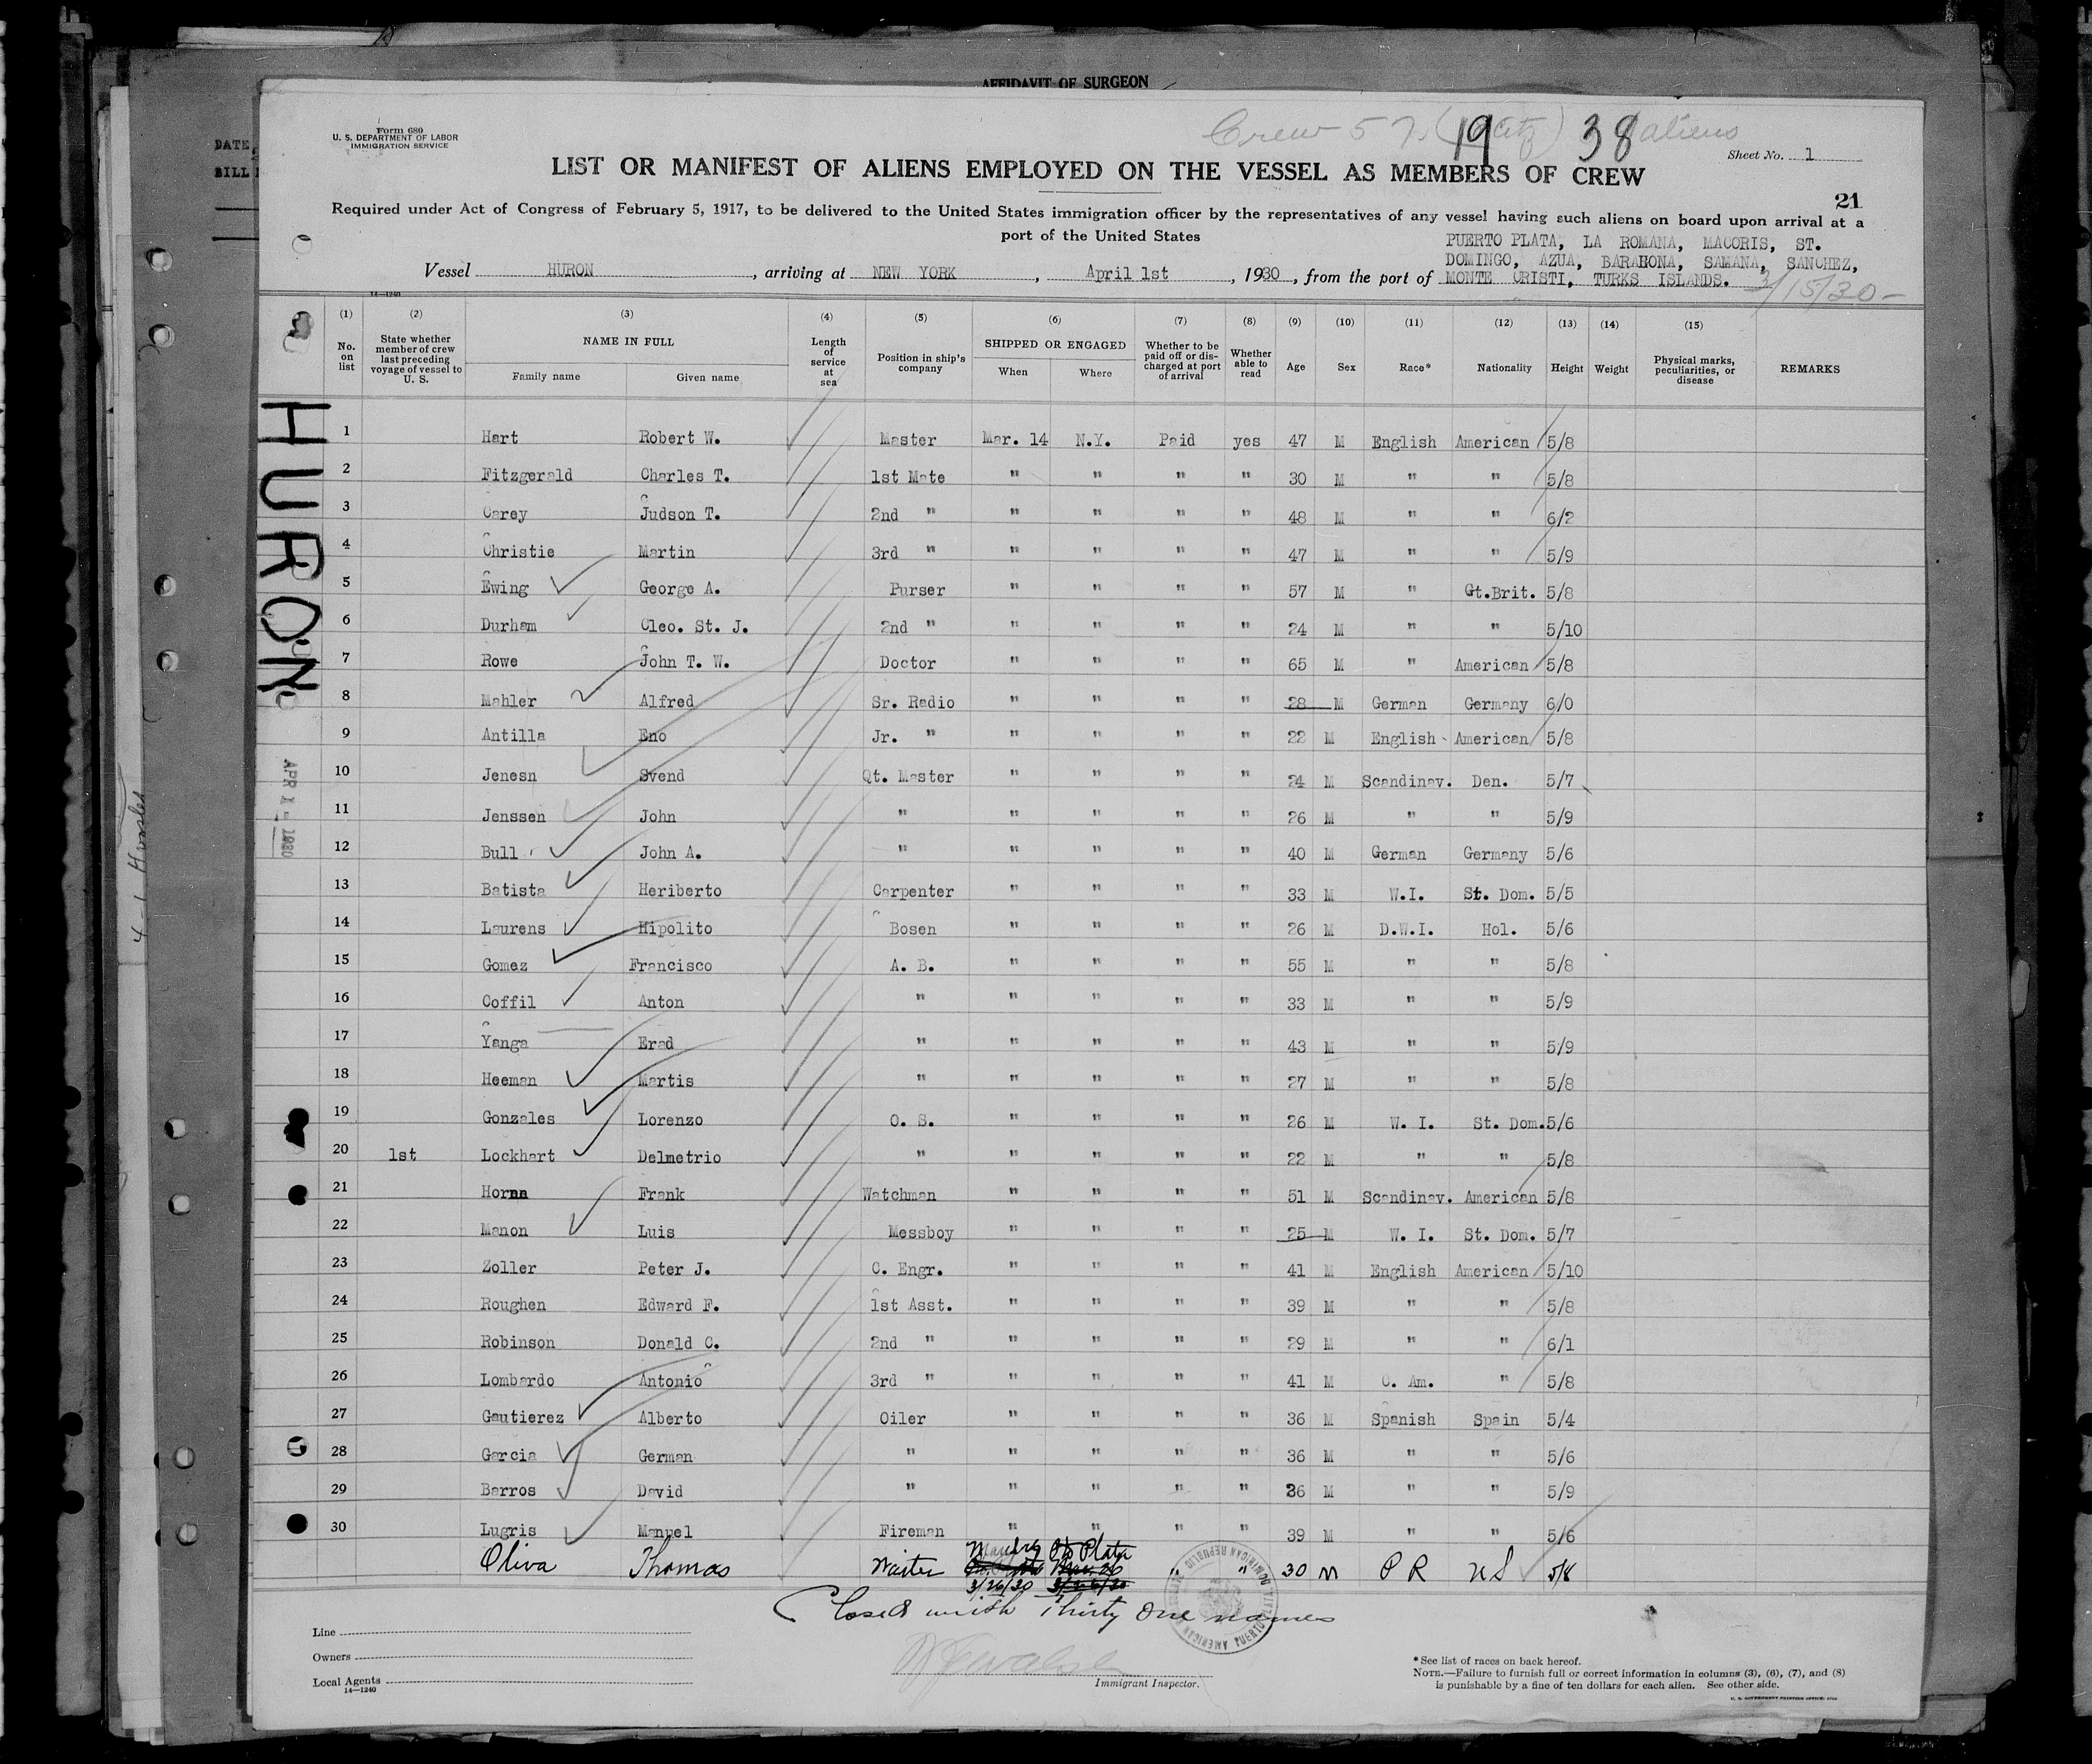 AFFIDAVIT OF SURGEON
DATE
BILL
Form 680
U. S. DEPARTMENT OF LABOR
IMMIGRATION SERVICE
Crew 57 (19 citz) 38 aliens
Sheet No. 1
LIST OR MANIFEST OF ALIENS EMPLOYED ON THE VESSEL AS MEMBERS OF CREW
21
Required under Act of Congress of February 5, 1917, to be delivered to the United States immigration officer by the representatives of any vessel having such aliens on board upon arrival at a
port of the United States
PUERTO PLATA, LA ROMANA, MACORIS, ST.
DOMINGO, AZUA, BARAHONA, SAMANA, SANCHEZ,
Vessel HURON, arriving at NEW YORK, April 1st, 1930, from the port of MONTE CRISTI, TURKS ISLANDS. 3/15/30-
14—1240
(1) (2) (3) (4) (5) (6) (7) (8) (9) (10) (11) (12) (13) (14) (15)
No. on list State whether member of crew last preceding voyage of vessel to U. S. NAME IN FULL Family name Given name Length of service at sea Position in ship's company SHIPPED OR ENGAGED When Where Whether to be paid off or discharged at port of arrival Whether able to read Age Sex Race* Nationality Height Weight Physical marks, peculiarities, or disease REMARKS
HURON
APR 1 - 1930
1 Hart Robert W. Master Mar. 14 N.Y. Paid yes 47 M English American 5/8
2 Fitzgerald Charles T. 1st Mate " " " " 30 M " " 5/8
3 Carey Judson T. 2nd " " " " " 48 M " " 6/2
4 Christie Martin 3rd " " " " " 47 M " " 5/9
5 Ewing George A. Purser " " " " 57 M " Gt.Brit. 5/8
6 Durham Cleo. St. J. 2nd " " " " " 24 M " " 5/10
7 Rowe John T. W. Doctor " " " " 65 M " American 5/8
8 Mahler Alfred Sr. Radio " " " " 28 M German Germany 6/0
9 Antilla Eno Jr. " " " " " 22 M English American 5/8
10 Jenesn Svend Qt. Master " " " " 24 M Scandinav. Den. 5/7
11 Jenssen John " " " " " 26 M " " 5/9
12 Bull John A. " " " " " 40 M German Germany 5/6
13 Batista Heriberto Carpenter " " " " 33 M W.I. St. Dom. 5/5
14 Laurens Hipolito Bosen " " " " 26 M D.W.I. Hol. 5/6
15 Gomez Francisco A. B. " " " " 55 M " " 5/8
16 Coffil Anton " " " " " 33 M " " 5/9
17 Yanga Erad " " " " " 43 M " " 5/9
18 Heeman Martis " " " " " 27 M " " 5/8
19 Gonzales Lorenzo O. S. " " " " 26 M W. I. St. Dom. 5/6
20 1st Lockhart Delmetrio " " " " " 22 M " " 5/8
21 Hornn Frank Watchman " " " " 51 M Scandinav. American 5/8
22 Manon Luis Messboy " " " " 25 M W. I. St. Dom. 5/7
23 Zoller Peter J. C. Engr. " " " " 41 M English American 5/10
24 Roughen Edward F. 1st Asst. " " " " 39 M " " 5/8
25 Robinson Donald C. 2nd " " " " " 29 M " " 6/1
26 Lombardo Antonio 3rd " " " " " 41 M C. Am. " 5/8
27 Gautierez Alberto Oiler " " " " 36 M Spanish Spain 5/4
28 Garcia German " " " " " 36 M " " 5/6
29 Barros David " " " " " 36 M " " 5/9
30 Lugris Manuel Fireman " " " " 39 M " " 5/6
Oliva Thomas Waiter 3/26/30 Pto Plata " " 30 M P R U S 5/8
Closed with Thirty One names
Line
Owners
Local Agents
14—1240
Immigrant Inspector.
*See list of races on back hereof.
NOTE.—Failure to furnish full or correct information in columns (3), (6), (7), and (8)
is punishable by a fine of ten dollars for each alien. See other side.
U. S. GOVERNMENT PRINTING OFFICE